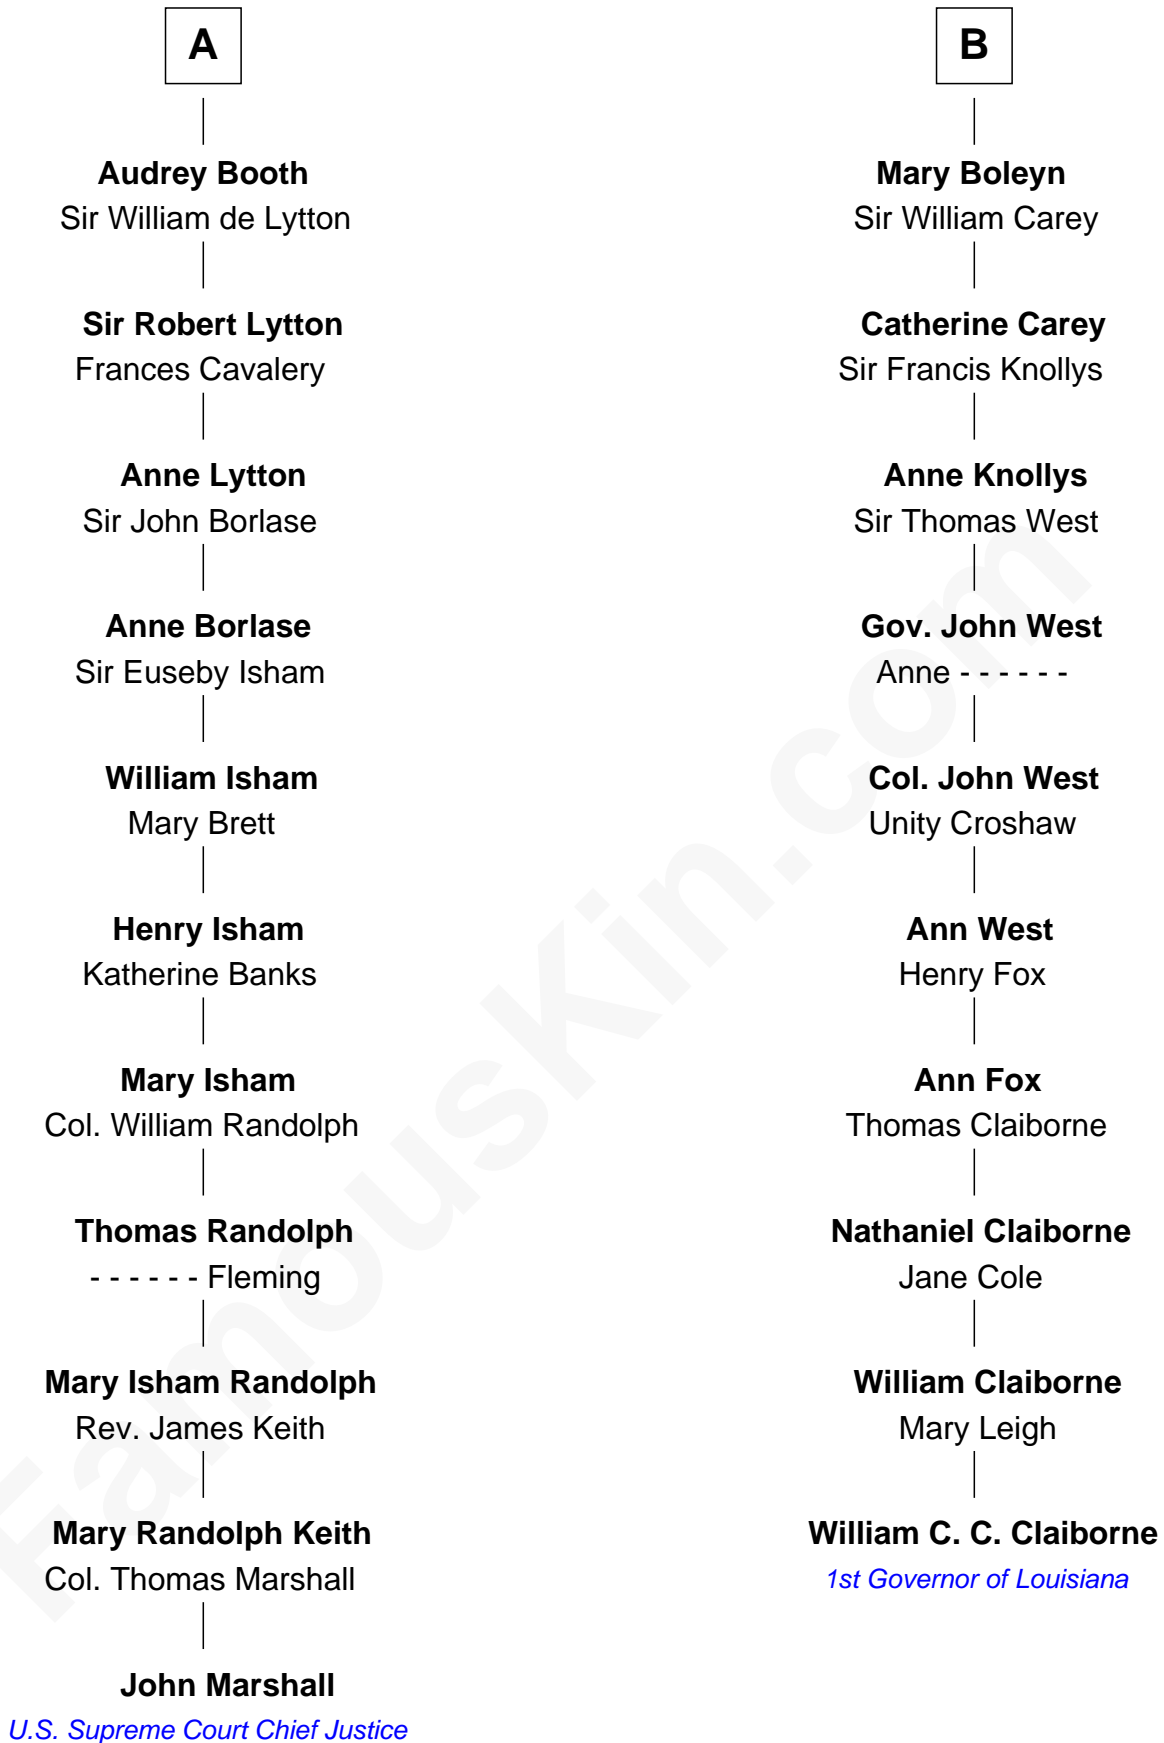 A
Audrey Booth
Sir William de Lytton
Sir Robert Lytton
Frances Cavalery
Anne Lytton
Sir John Borlase
Anne Borlase
Sir Euseby Isham
William Isham
Mary Brett
Henry Isham
Katherine Banks
Mary Isham
Col. William Randolph
Thomas Randolph
- - - - - - Fleming
Mary Isham Randolph
Rev. James Keith
Mary Randolph Keith
Col. Thomas Marshall
John Marshall
U.S. Supreme Court Chief Justice
B
Mary Boleyn
Sir William Carey
Catherine Carey
Sir Francis Knollys
Anne Knollys
Sir Thomas West
Gov. John West
Anne - - - - - -
Col. John West
Unity Croshaw
Ann West
Henry Fox
Ann Fox
Thomas Claiborne
Nathaniel Claiborne
Jane Cole
William Claiborne
Mary Leigh
William C. C. Claiborne
1st Governor of Louisiana
FamousKin.com